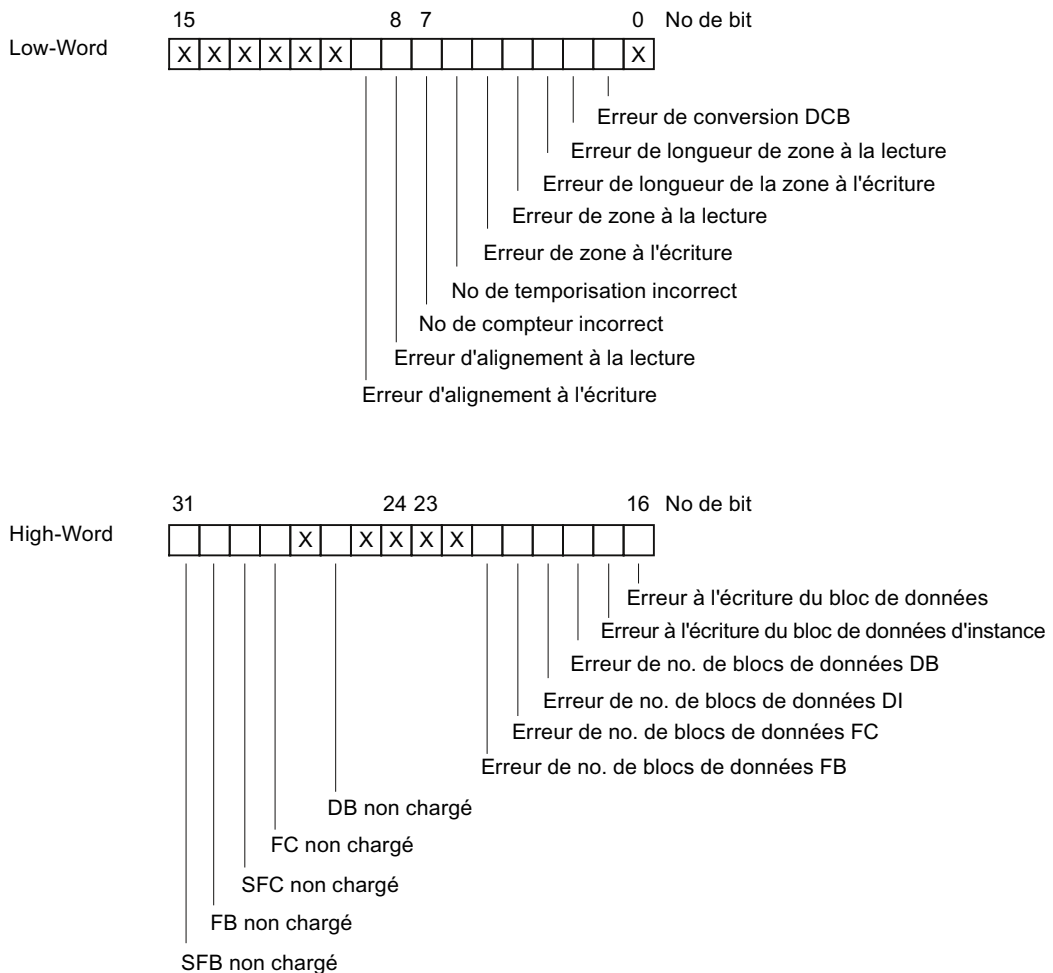 15 8 7 0 No de bit
Low-Word
X X X X X X X
Erreur de conversion DCB
Erreur de longueur de zone à la lecture
Erreur de longueur de la zone à l'écriture
Erreur de zone à la lecture
Erreur de zone à l'écriture
No de temporisation incorrect
No de compteur incorrect
Erreur d'alignement à la lecture
Erreur d'alignement à l'écriture
31 24 23 16 No de bit
High-Word
X X X X X
Erreur à l'écriture du bloc de données
Erreur à l'écriture du bloc de données d'instance
Erreur de no. de blocs de données DB
Erreur de no. de blocs de données DI
Erreur de no. de blocs de données FC
Erreur de no. de blocs de données FB
DB non chargé
FC non chargé
SFC non chargé
FB non chargé
SFB non chargé